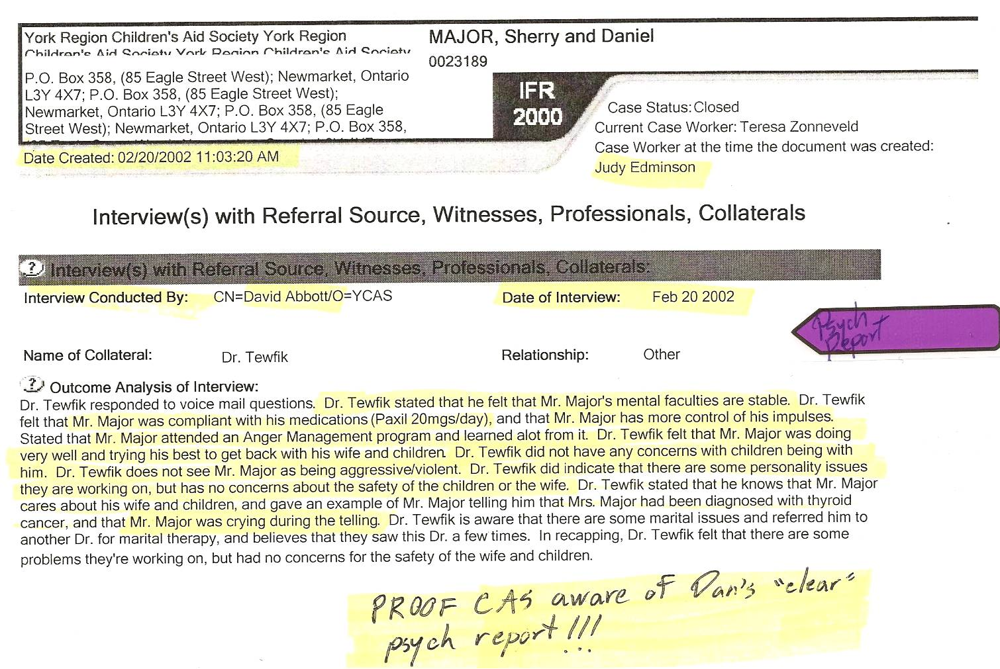 York Region Children's Aid Society York Region
Children's Aid Society York Region Children's Aid Society
P.O. Box 358, (85 Eagle Street West); Newmarket, Ontario
L3Y 4X7; P.O. Box 358, (85 Eagle Street West);
Newmarket, Ontario L3Y 4X7; P.O. Box 358, (85 Eagle
Street West); Newmarket, Ontario L3Y 4X7; P.O. Box 358,
Date Created: 02/20/2002 11:03:20 AM
MAJOR, Sherry and Daniel
0023189
IFR
2000
Case Status: Closed
Current Case Worker: Teresa Zonneveld
Case Worker at the time the document was created:
Judy Edminson
Interview(s) with Referral Source, Witnesses, Professionals, Collaterals
? Interview(s) with Referral Source, Witnesses, Professionals, Collaterals:
Interview Conducted By: CN=David Abbott/O=YCAS Date of Interview: Feb 20 2002
Psych
Report
Name of Collateral: Dr. Tewfik Relationship: Other
? Outcome Analysis of Interview:
Dr. Tewfik responded to voice mail questions. Dr. Tewfik stated that he felt that Mr. Major's mental faculties are stable. Dr. Tewfik
felt that Mr. Major was compliant with his medications (Paxil 20mgs/day), and that Mr. Major has more control of his impulses.
Stated that Mr. Major attended an Anger Management program and learned alot from it. Dr. Tewfik felt that Mr. Major was doing
very well and trying his best to get back with his wife and children. Dr. Tewfik did not have any concerns with children being with
him. Dr. Tewfik does not see Mr. Major as being aggressive/violent. Dr. Tewfik did indicate that there are some personality issues
they are working on, but has no concerns about the safety of the children or the wife. Dr. Tewfik stated that he knows that Mr. Major
cares about his wife and children, and gave an example of Mr. Major telling him that Mrs. Major had been diagnosed with thyroid
cancer, and that Mr. Major was crying during the telling. Dr. Tewfik is aware that there are some marital issues and referred him to
another Dr. for marital therapy, and believes that they saw this Dr. a few times. In recapping, Dr. Tewfik felt that there are some
problems they're working on, but had no concerns for the safety of the wife and children.
PROOF CAS aware of Dan's "clear"
psych report!!!